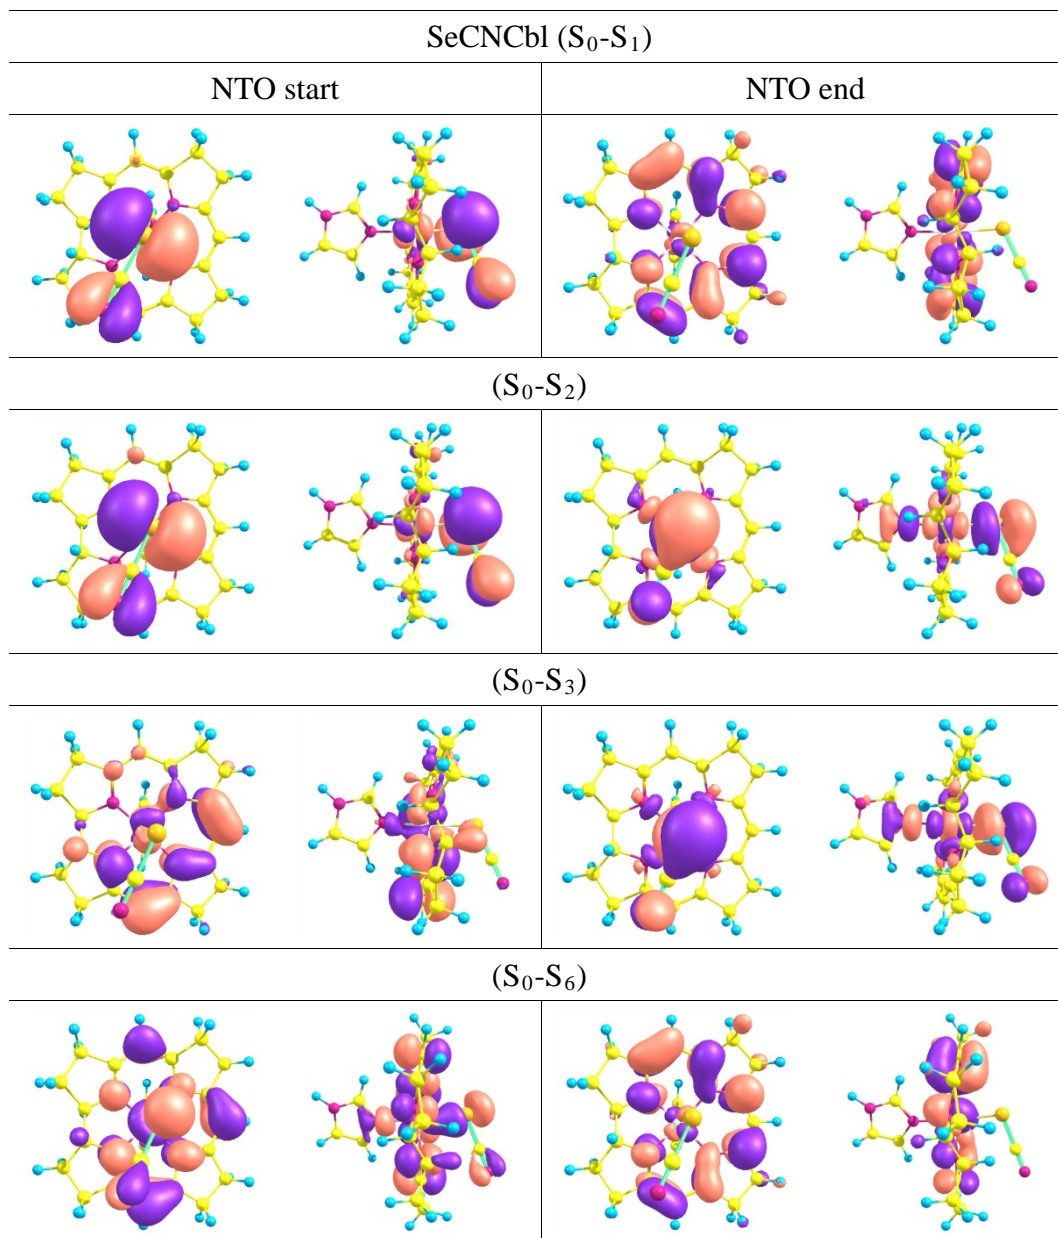 SeCNCbl (S₀-S₁)
NTO start
NTO end
(S₀-S₂)
(S₀-S₃)
(S₀-S₆)